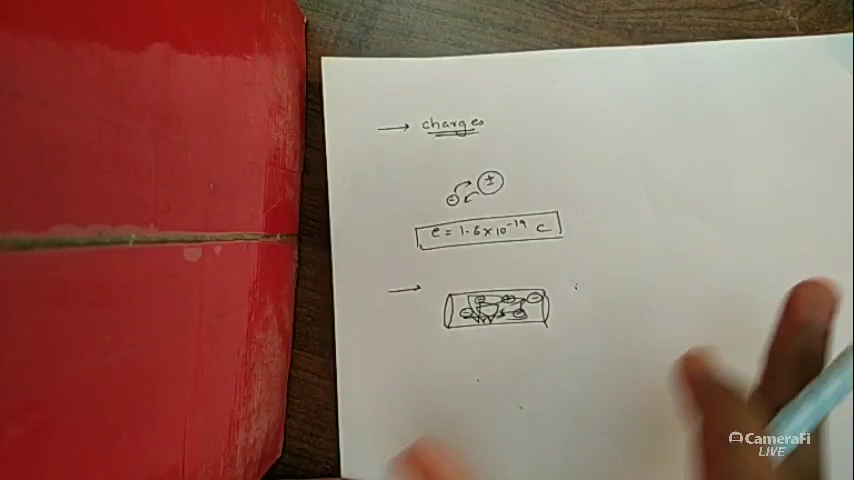 → charges
±
-
e = 1.6×10⁻¹⁹ C
→
CameraFi
LIVE